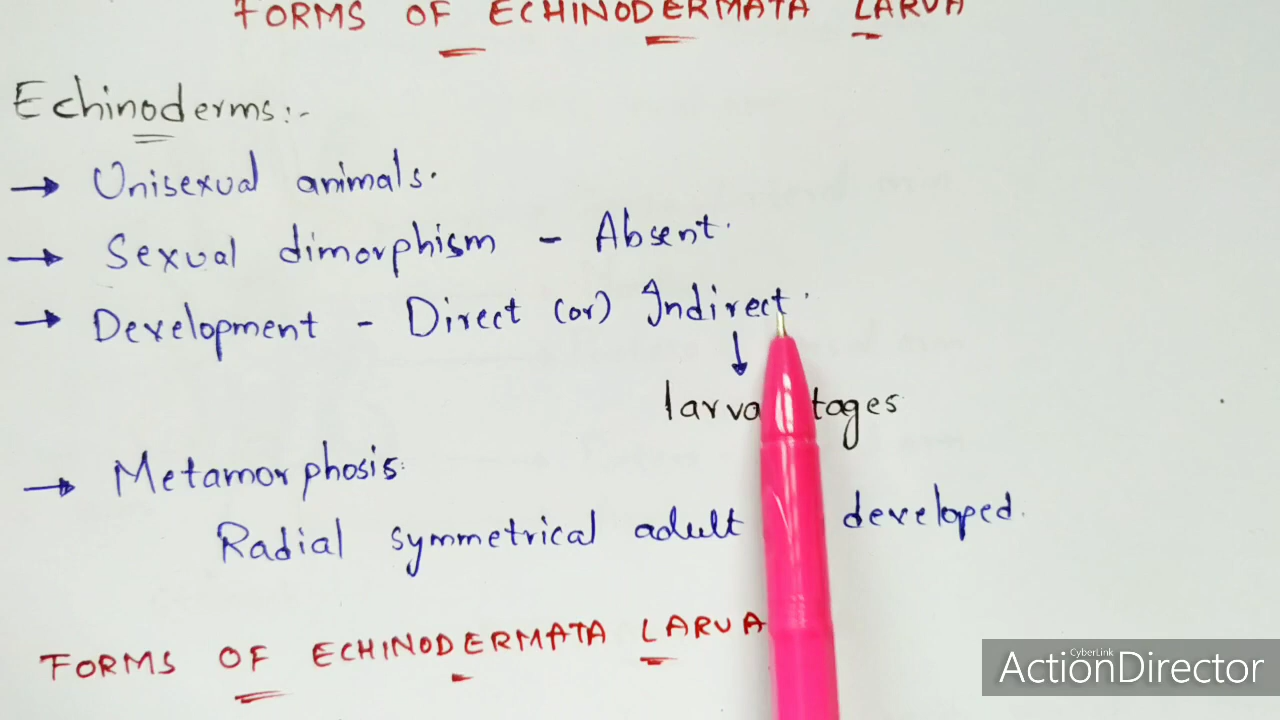 FORMS OF ECHINODERMATA LARVA
Echinoderms:-
→ Unisexual animals.
→ Sexual dimorphism - Absent.
→ Development - Direct (or) Indirect.
↓
larva tages
→ Metamorphosis:
Radial symmetrical adult developed.
FORMS OF ECHINODERMATA LARVA
CyberLink
ActionDirector